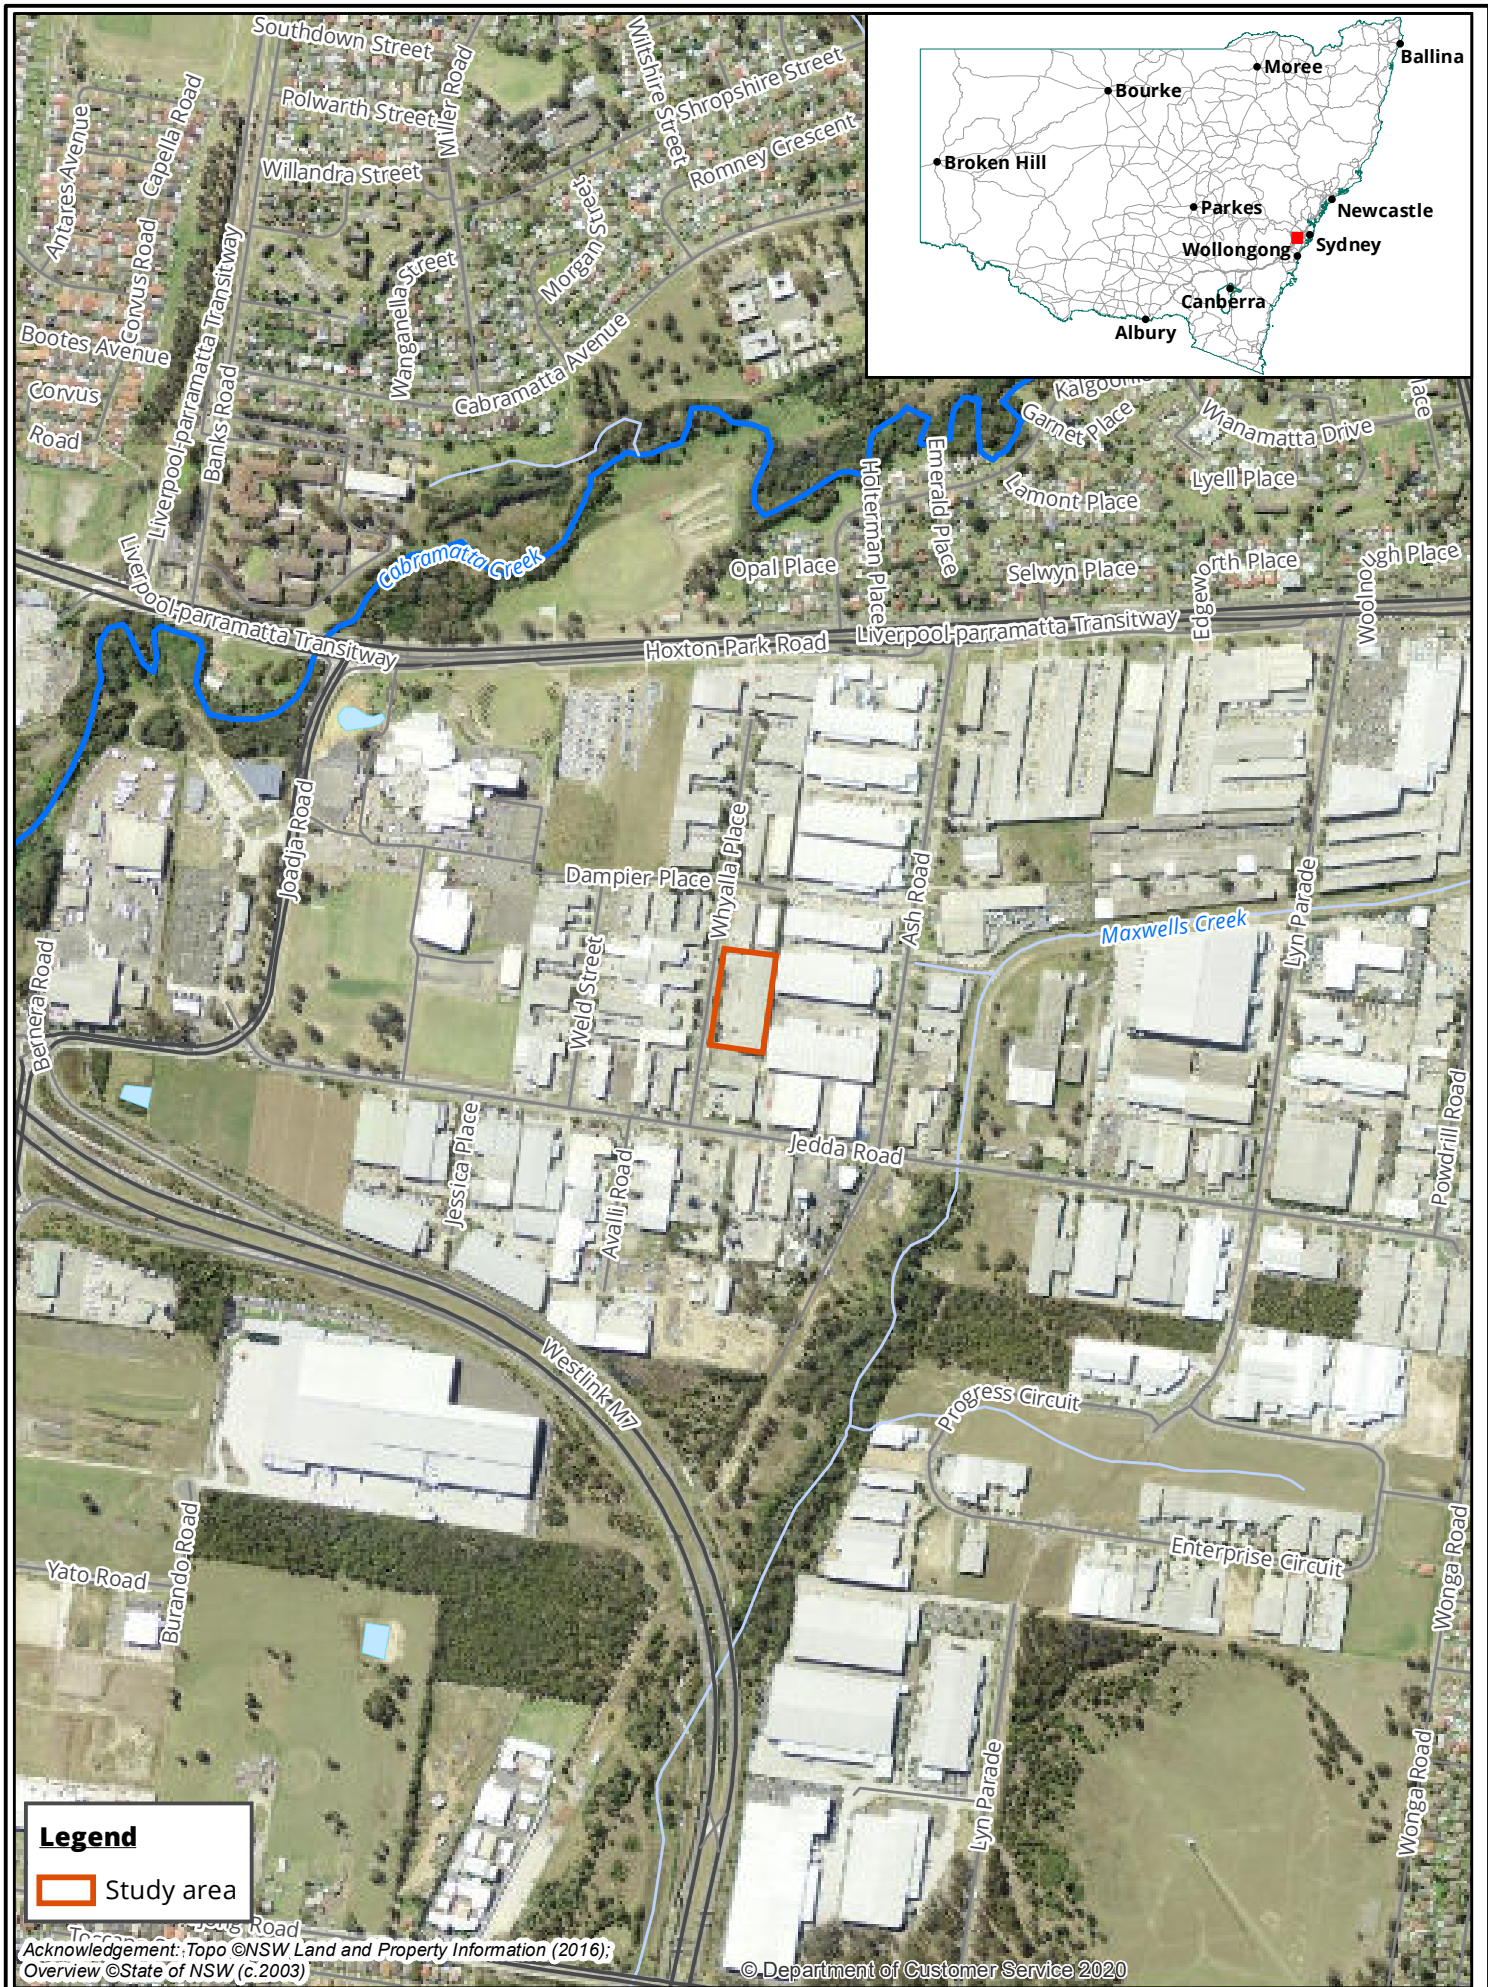 Southdown Street
Miller Road
Wiltshire Street
Shropshire Street
Polwarth Street
Antares Avenue
Capella Road
Willandra Street
Romney Crescent
Morgan Street
Liverpool-parramatta Transitway
Corvus Road
Wanganella Street
Bootes Avenue
Cabramatta Avenue
Banks Road
Corvus
Road
Ballina
Moree
Bourke
Broken Hill
Parkes
Newcastle
Sydney
Wollongong
Canberra
Albury
Garnet Place
Wianamatta Drive
Place
Lyell Place
Lamont Place
Emerald Place
Holterman Place
Cabramatta Creek
Opal Place
Selwyn Place
Edgeworth Place
Woolnough Place
Liverpool-parramatta Transitway
Hoxton Park Road
Liverpool-parramatta Transitway
Joadja Road
Whyalla Place
Dampier Place
Ash Road
Lyn Parade
Maxwells Creek
Weld Street
Bernera Road
Jessica Place
Avalli Road
Jedda Road
Powdrill Road
Westlink M7
Progress Circuit
Enterprise Circuit
Wonga Road
Yato Road
Burando Road
Lyn Parade
Wonga Road
Legend
Study area
Road
Acknowledgement: Topo ©NSW Land and Property Information (2016);
Overview ©State of NSW (c.2003)
© Department of Customer Service 2020